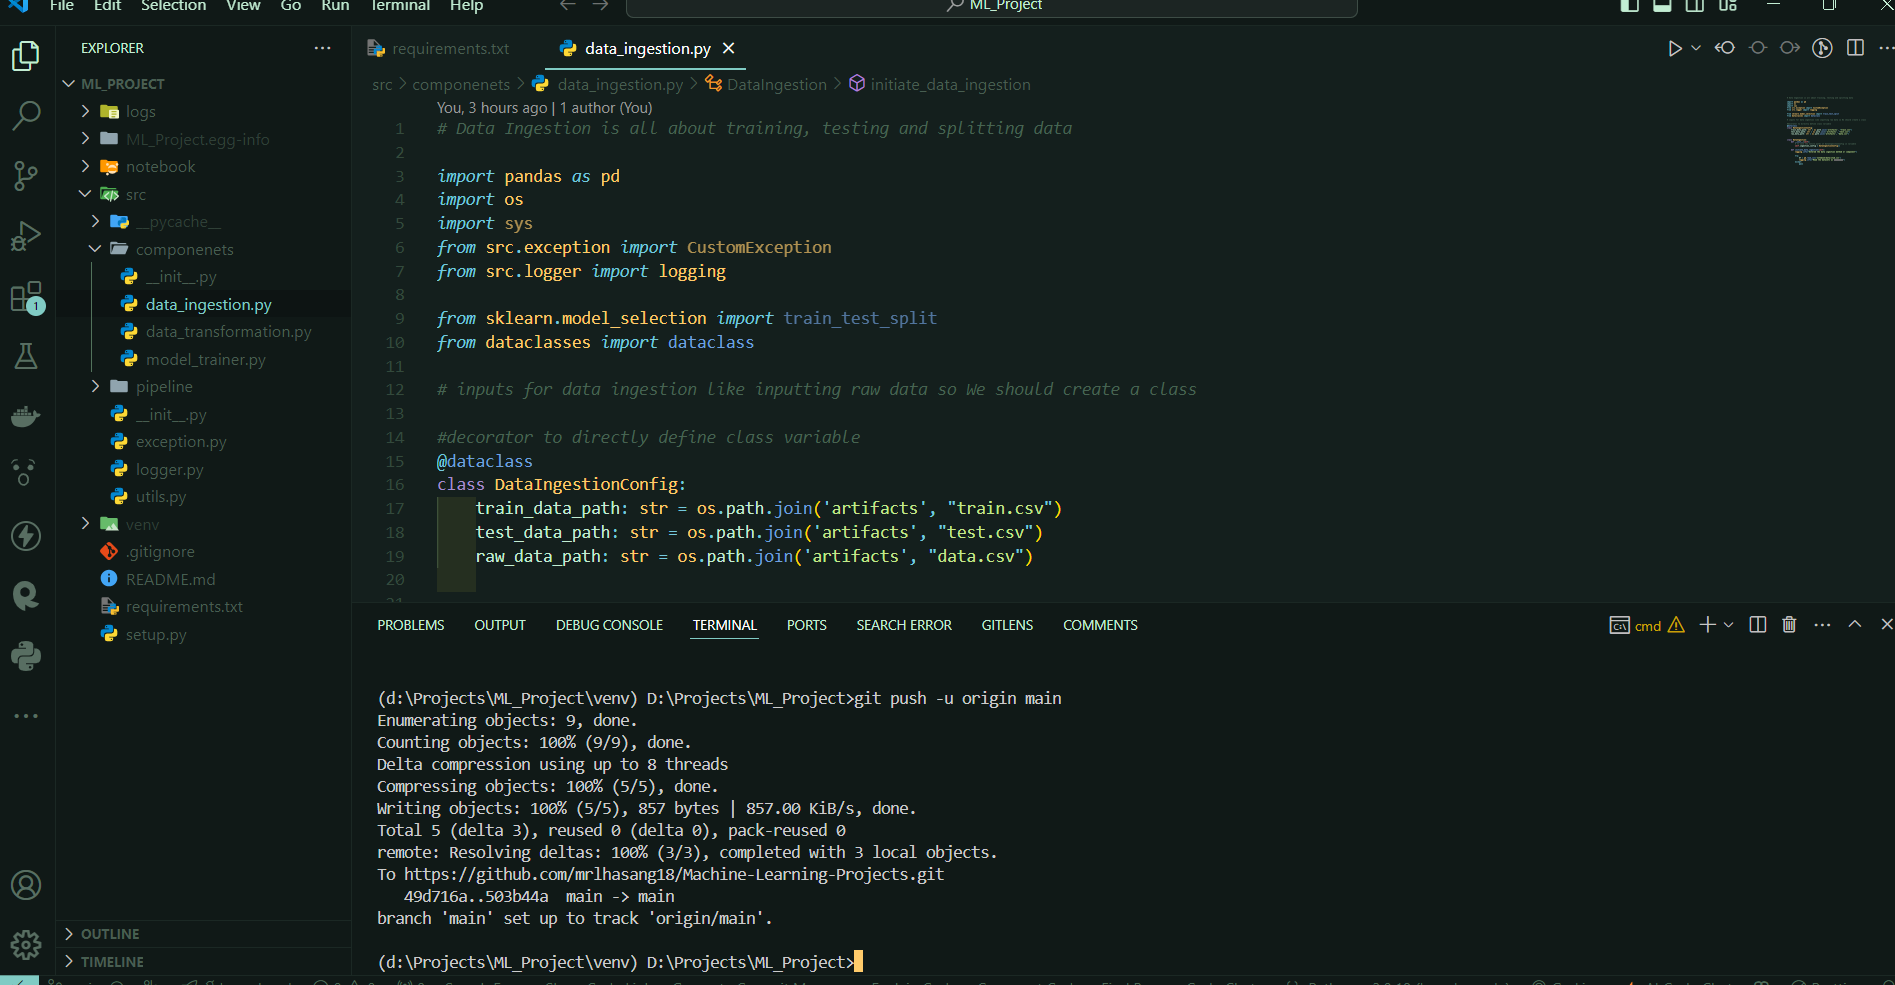 File Edit Selection View Go Run Terminal Help
ML_Project
EXPLORER
ML_PROJECT
logs
ML_Project.egg-info
notebook
src
__pycache__
componenets
__init__.py
data_ingestion.py
data_transformation.py
model_trainer.py
pipeline
__init__.py
exception.py
logger.py
utils.py
venv
.gitignore
README.md
requirements.txt
setup.py
OUTLINE
TIMELINE
1
requirements.txt data_ingestion.py
src > componenets > data_ingestion.py > DataIngestion > initiate_data_ingestion
You, 3 hours ago | 1 author (You)
1 # Data Ingestion is all about training, testing and splitting data
2
3 import pandas as pd
4 import os
5 import sys
6 from src.exception import CustomException
7 from src.logger import logging
8
9 from sklearn.model_selection import train_test_split
10 from dataclasses import dataclass
11
12 # inputs for data ingestion like inputting raw data so We should create a class
13
14 #decorator to directly define class variable
15 @dataclass
16 class DataIngestionConfig:
17 train_data_path: str = os.path.join('artifacts', "train.csv")
18 test_data_path: str = os.path.join('artifacts', "test.csv")
19 raw_data_path: str = os.path.join('artifacts', "data.csv")
20
PROBLEMS OUTPUT DEBUG CONSOLE TERMINAL PORTS SEARCH ERROR GITLENS COMMENTS
cmd
(d:\Projects\ML_Project\venv) D:\Projects\ML_Project>git push -u origin main
Enumerating objects: 9, done.
Counting objects: 100% (9/9), done.
Delta compression using up to 8 threads
Compressing objects: 100% (5/5), done.
Writing objects: 100% (5/5), 857 bytes | 857.00 KiB/s, done.
Total 5 (delta 3), reused 0 (delta 0), pack-reused 0
remote: Resolving deltas: 100% (3/3), completed with 3 local objects.
To https://github.com/mrlhasang18/Machine-Learning-Projects.git
49d716a..503b44a main -> main
branch 'main' set up to track 'origin/main'.
(d:\Projects\ML_Project\venv) D:\Projects\ML_Project>